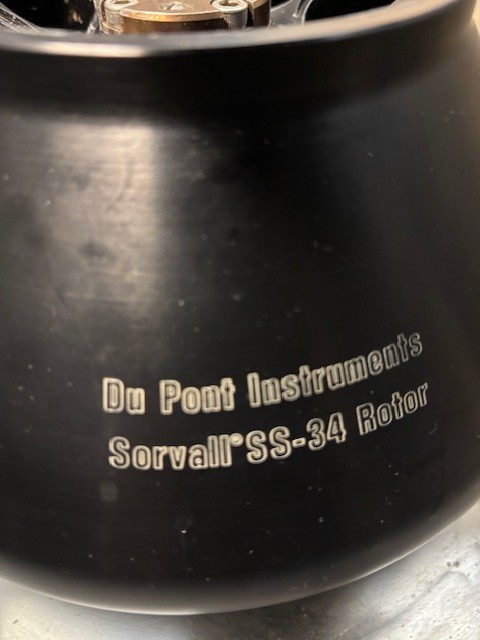 Du Pont Instruments
Sorvall® SS-34 Rotor